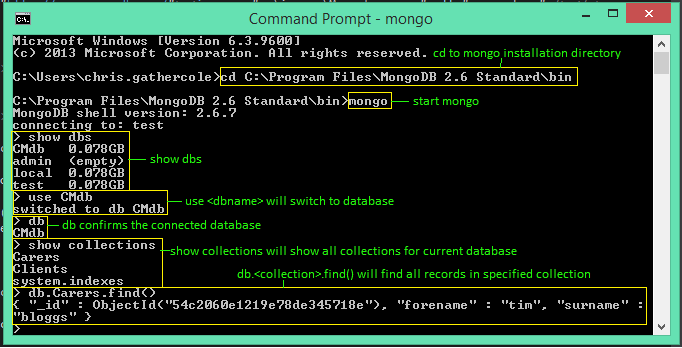 Command Prompt - mongo
Microsoft Windows [Version 6.3.9600]
(c) 2013 Microsoft Corporation. All rights reserved.
cd to mongo installation directory
C:\Users\chris.gathercole>cd C:\Program Files\MongoDB 2.6 Standard\bin
C:\Program Files\MongoDB 2.6 Standard\bin>mongo
start mongo
MongoDB shell version: 2.6.7
connecting to: test
> show dbs
CMdb 0.078GB
admin (empty)
show dbs
local 0.078GB
test 0.078GB
> use CMdb
use <dbname> will switch to database
switched to db CMdb
> db
db confirms the connected database
CMdb
> show collections
show collections will show all collections for current database
Carers
Clients
system.indexes
db.<collection>.find() will find all records in specified collection
> db.Carers.find()
{ "_id" : ObjectId("54c2060e1219e78de345718e"), "forename" : "tim", "surname" :
"bloggs" }
>